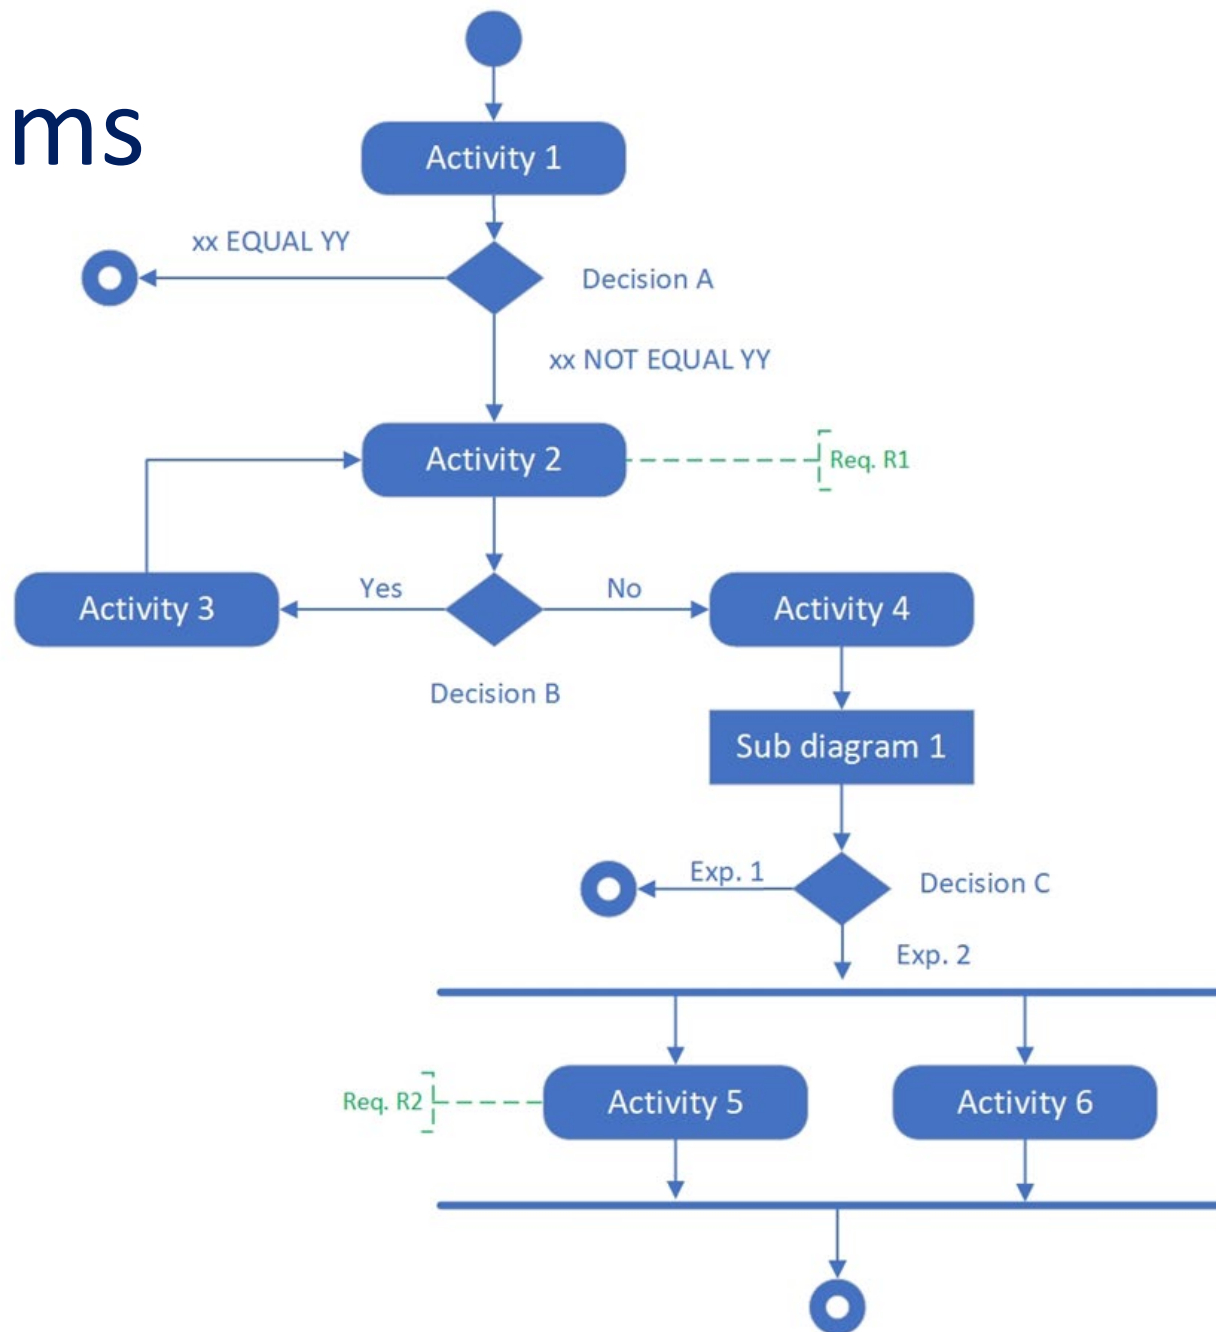 ms
Activity 1
xx EQUAL YY
Decision A
xx NOT EQUAL YY
Activity 2
Req. R1
Activity 3
Yes
No
Activity 4
Decision B
Sub diagram 1
Exp. 1
Decision C
Exp. 2
Req. R2
Activity 5
Activity 6